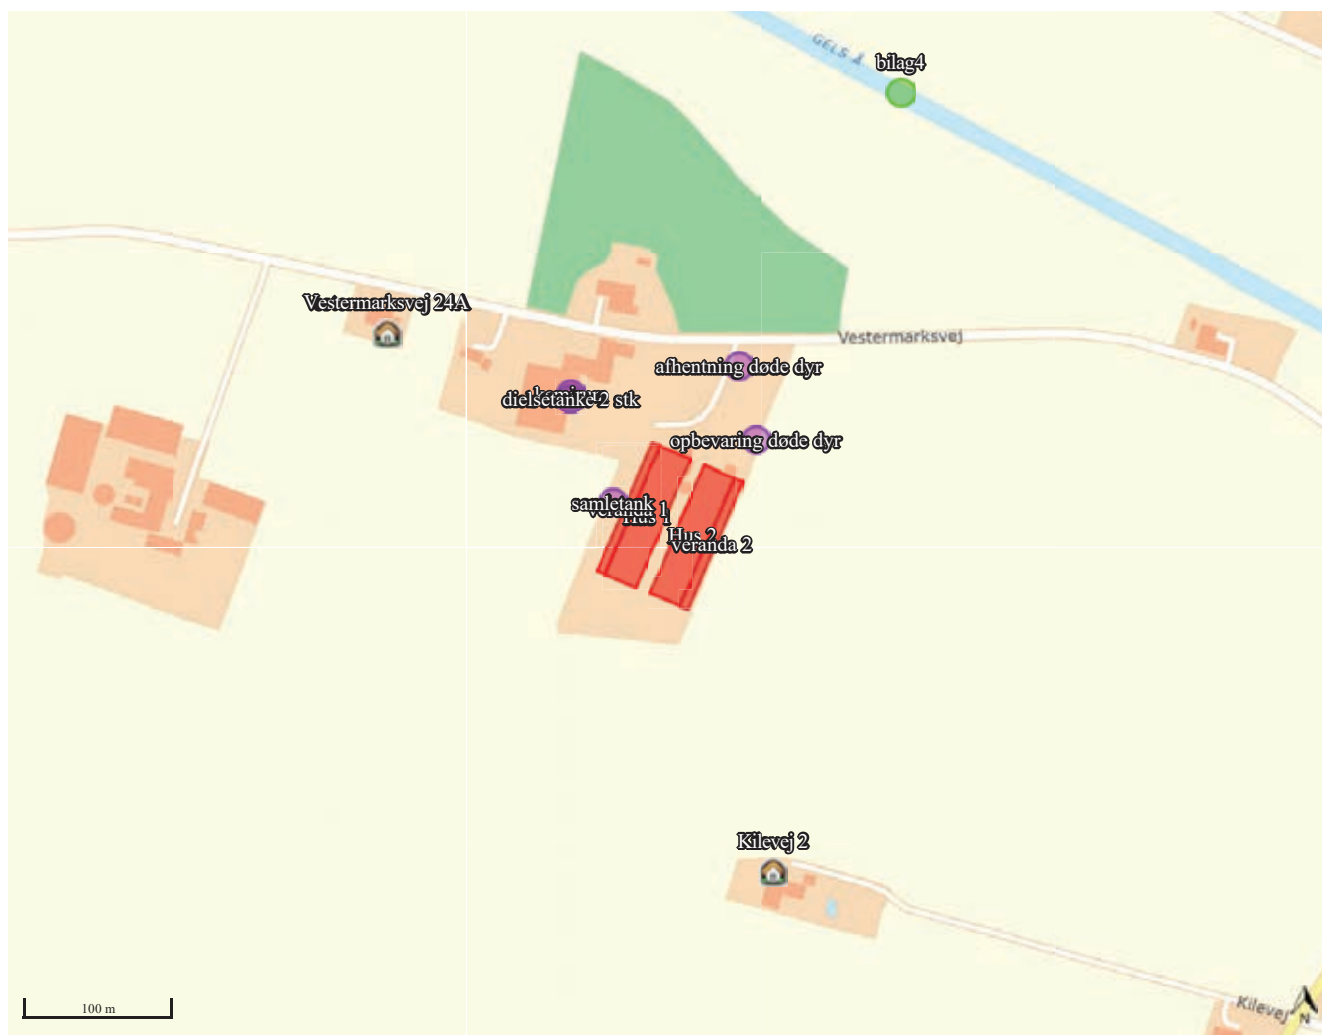 GELS Å
bilag4
Vestermarksvej 24A
Vestermarksvej
afhentning døde dyr
dielsetanke 2 stk
opbevaring døde dyr
samletank
veranda 1
Hus 1
Hus 2
veranda 2
Kilevej 2
100 m
Kilevej
N